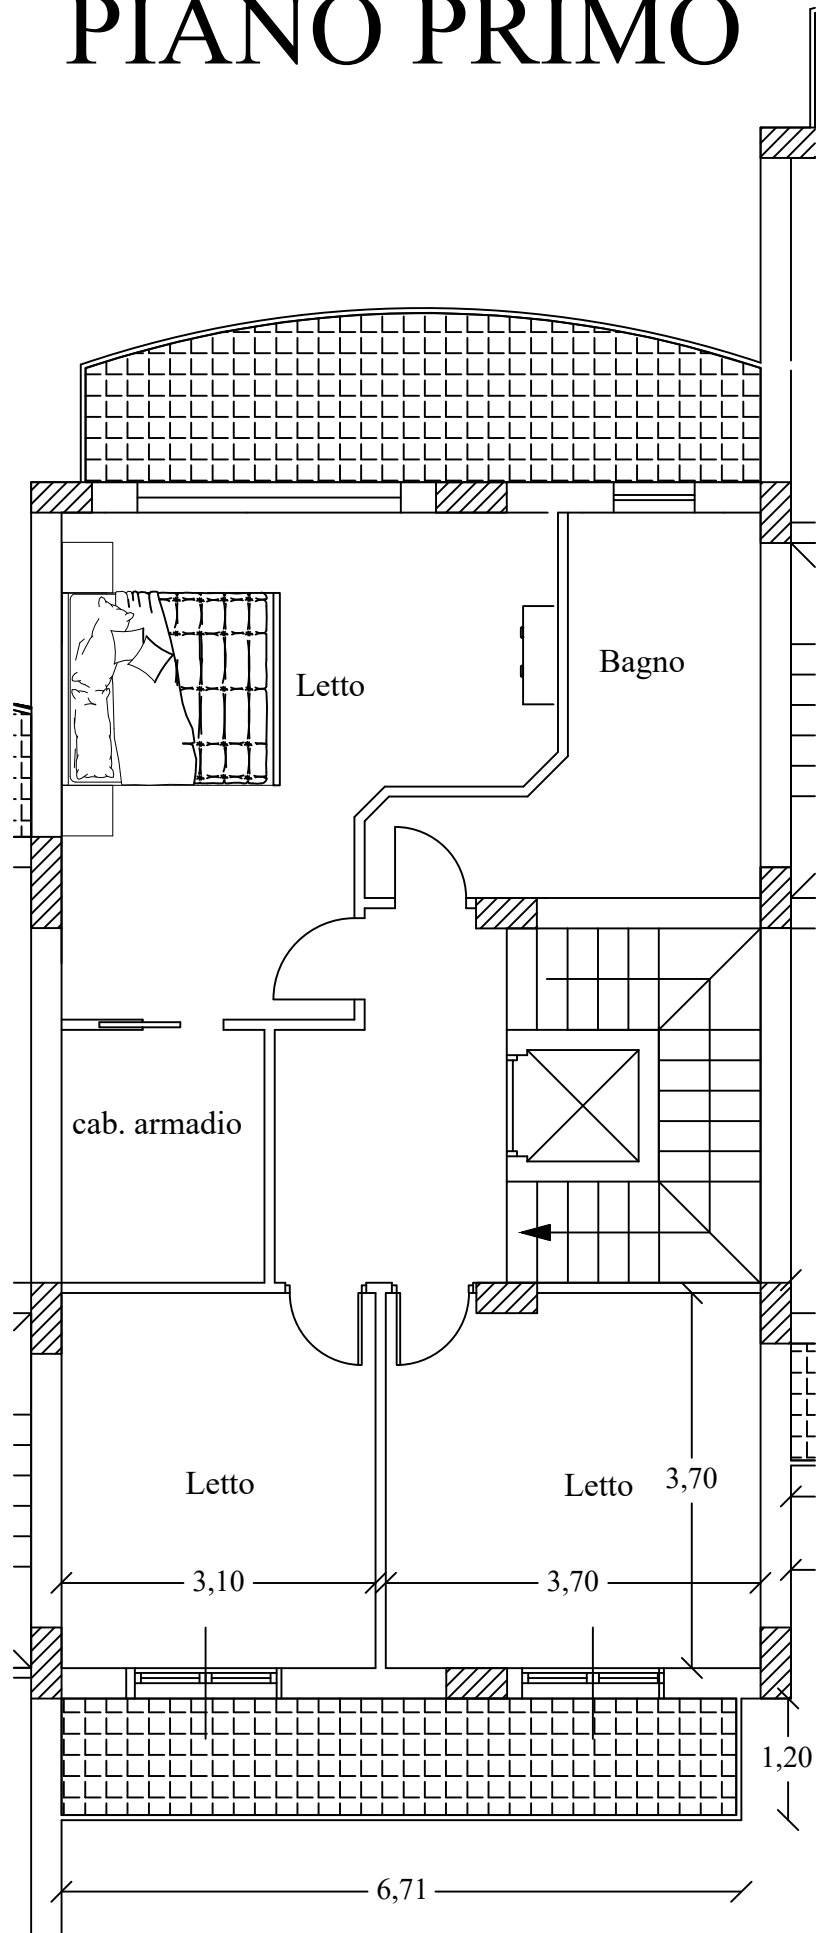 PIANO PRIMO
Letto
Bagno
cab. armadio
Letto
Letto
3,70
3,10
3,70
1,20
6,71